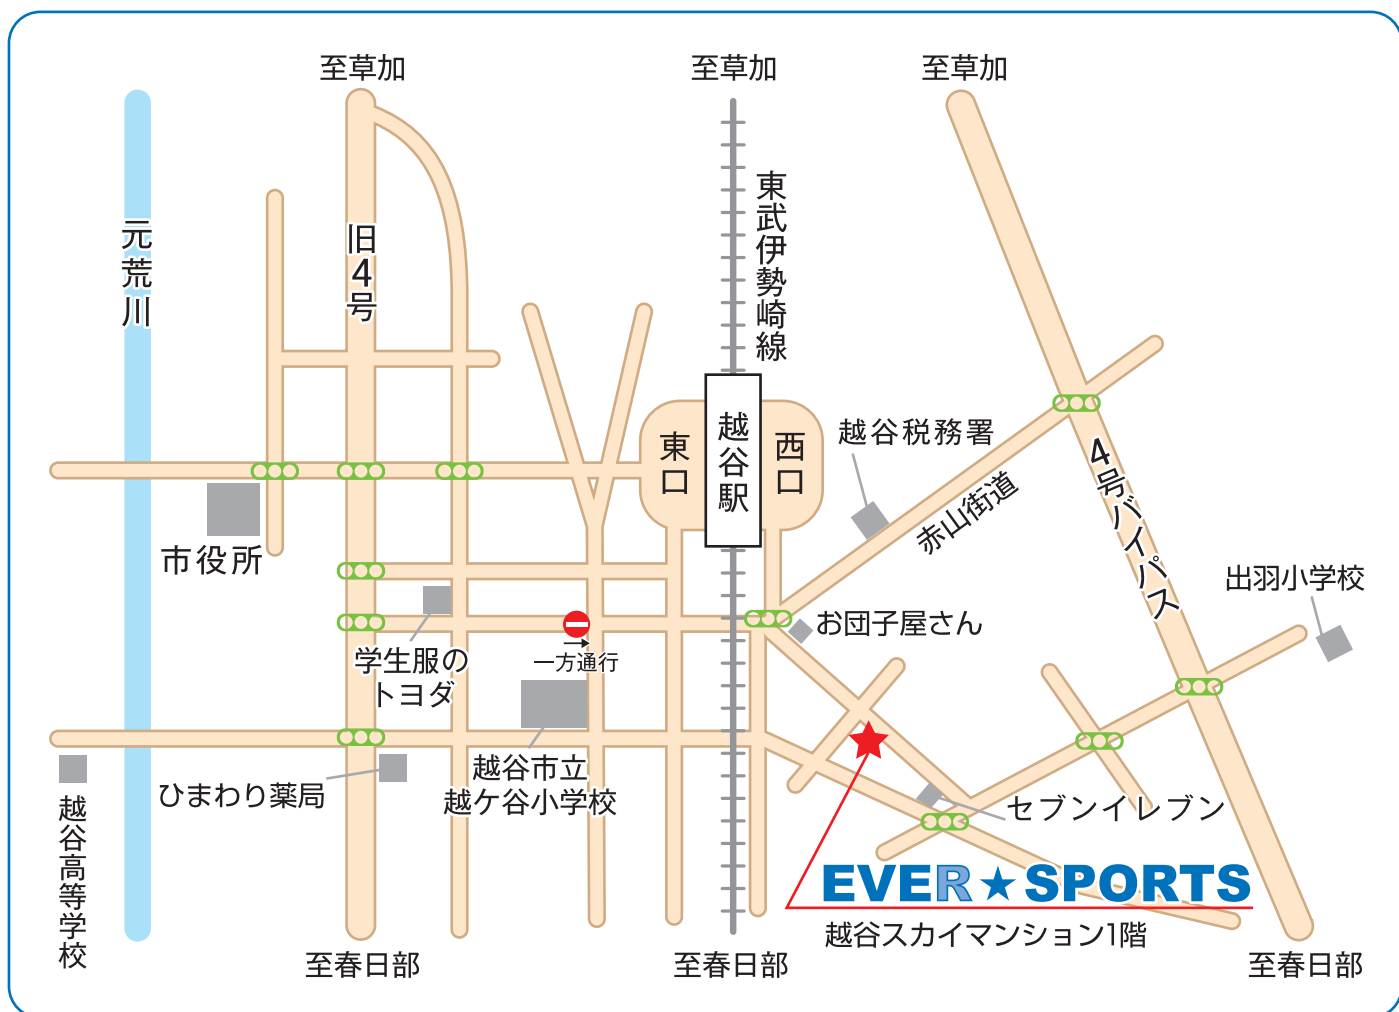 至草加
至草加
至草加
元荒川
旧4号
東武伊勢崎線
越谷駅
東口
西口
越谷税務署
赤山街道
4号バイパス
市役所
出羽小学校
お団子屋さん
一方通行
学生服の
トヨダ
越谷市立
越ケ谷小学校
ひまわり薬局
越谷高等学校
セブンイレブン
EVER★SPORTS
越谷スカイマンション1階
至春日部
至春日部
至春日部